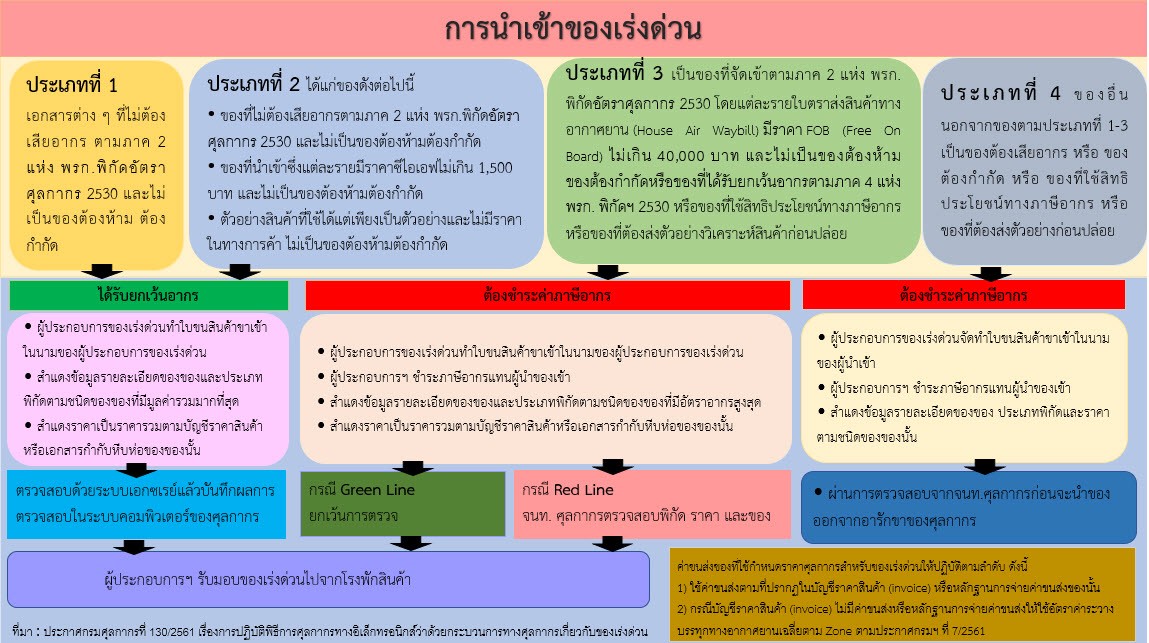 การนำเข้าของเร่งด่วน
ประเภทที่ 1
เอกสารต่าง ๆ ที่ไม่ต้อง
เสียอากร ตามภาค 2
แห่ง พรก.พิกัดอัตรา
ศุลกากร 2530 และไม่
เป็นของต้องห้าม ต้อง
กำกัด
ประเภทที่ 2 ได้แก่ของดังต่อไปนี้
• ของที่ไม่ต้องเสียอากรตามภาค 2 แห่ง พรก.พิกัดอัตรา
ศุลกากร 2530 และไม่เป็นของต้องห้ามต้องกำกัด
• ของที่นำเข้าซึ่งแต่ละรายมีราคาซีไอเอฟไม่เกิน 1,500
บาท และไม่เป็นของต้องห้ามต้องกำกัด
• ตัวอย่างสินค้าที่ใช้ได้แต่เพียงเป็นตัวอย่างและไม่มีราคา
ในทางการค้า ไม่เป็นของต้องห้ามต้องกำกัด
ประเภทที่ 3 เป็นของที่จัดเข้าตามภาค 2 แห่ง พรก.
พิกัดอัตราศุลกากร 2530 โดยแต่ละรายใบตราส่งสินค้าทาง
อากาศยาน (House Air Waybill) มีราคา FOB (Free On
Board) ไม่เกิน 40,000 บาท และไม่เป็นของต้องห้าม
ของต้องกำกัดหรือของที่ได้รับยกเว้นอากรตามภาค 4 แห่ง
พรก. พิกัดฯ 2530 หรือของที่ใช้สิทธิประโยชน์ทางภาษีอากร
หรือของที่ต้องส่งตัวอย่างวิเคราะห์สินค้าก่อนปล่อย
ประเภทที่ 4 ของอื่น
นอกจากของตามประเภทที่ 1-3
เป็นของต้องเสียอากร หรือ ของ
ต้องกำกัด หรือ ของที่ใช้สิทธิ
ประโยชน์ทางภาษีอากร หรือ
ของที่ต้องส่งตัวอย่างก่อนปล่อย
ได้รับยกเว้นอากร
• ผู้ประกอบการของเร่งด่วนทำใบขนสินค้าขาเข้า
ในนามของผู้ประกอบการของเร่งด่วน
• สำแดงข้อมูลรายละเอียดของของและประเภท
พิกัดตามชนิดของของที่มีมูลค่ารวมมากที่สุด
• สำแดงราคาเป็นราคารวมตามบัญชีราคาสินค้า
หรือเอกสารกำกับหีบห่อของของนั้น
ต้องชำระค่าภาษีอากร
• ผู้ประกอบการของเร่งด่วนทำใบขนสินค้าขาเข้าในนามของผู้ประกอบการของเร่งด่วน
• ผู้ประกอบการฯ ชำระภาษีอากรแทนผู้นำของเข้า
• สำแดงข้อมูลรายละเอียดของของและประเภทพิกัดตามชนิดของของที่มีอัตราอากรสูงสุด
• สำแดงราคาเป็นราคารวมตามบัญชีราคาสินค้าหรือเอกสารกำกับหีบห่อของของนั้น
ต้องชำระค่าภาษีอากร
• ผู้ประกอบการของเร่งด่วนจัดทำใบขนสินค้าขาเข้าในนาม
ของผู้นำเข้า
• ผู้ประกอบการฯ ชำระภาษีอากรแทนผู้นำของเข้า
• สำแดงข้อมูลรายละเอียดของของ ประเภทพิกัดและราคา
ตามชนิดของของนั้น
ตรวจสอบด้วยระบบเอกซเรย์แล้วบันทึกผลการ
ตรวจสอบในระบบคอมพิวเตอร์ของศุลกากร
กรณี Green Line
ยกเว้นการตรวจ
กรณี Red Line
จนท. ศุลกากรตรวจสอบพิกัด ราคา และของ
• ผ่านการตรวจสอบจากจนท.ศุลกากรก่อนจะนำของ
ออกจากอารักขาของศุลกากร
ผู้ประกอบการฯ รับมอบของเร่งด่วนไปจากโรงพักสินค้า
ค่าขนส่งของที่ใช้กำหนดราคาศุลกากรสำหรับของเร่งด่วนให้ปฏิบัติตามลำดับ ดังนี้
1) ใช้ค่าขนส่งตามที่ปรากฏในบัญชีราคาสินค้า (invoice) หรือหลักฐานการจ่ายค่าขนส่งของนั้น
2) กรณีบัญชีราคาสินค้า (invoice) ไม่มีค่าขนส่งหรือหลักฐานการจ่ายค่าขนส่งให้ใช้อัตราค่าระวาง
บรรทุกทางอากาศยานเฉลี่ยตาม Zone ตามประกาศกรมฯ ที่ 7/2561
ที่มา : ประกาศกรมศุลกากรที่ 130/2561 เรื่องการปฏิบัติพิธีการศุลกากรทางอิเล็กทรอนิกส์ว่าด้วยกระบวนการทางศุลกากรเกี่ยวกับของเร่งด่วน